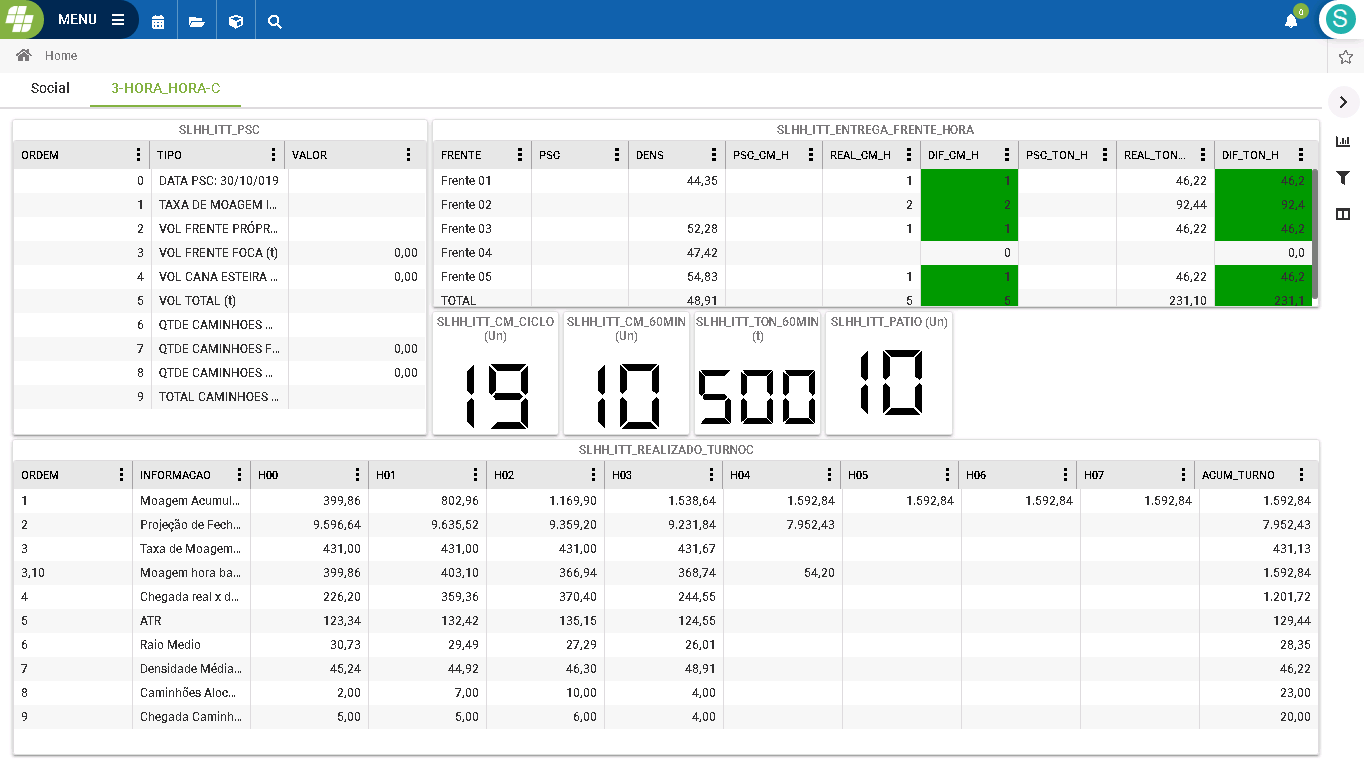 MENU
0
S
Home
Social 3-HORA_HORA-C
SLHH_ITT_PSC
ORDEM TIPO VALOR
0 DATA PSC: 30/10/019
1 TAXA DE MOAGEM I...
2 VOL FRENTE PRÓPR...
3 VOL FRENTE FOCA (t) 0,00
4 VOL CANA ESTEIRA ... 0,00
5 VOL TOTAL (t)
6 QTDE CAMINHOES ...
7 QTDE CAMINHOES F... 0,00
8 QTDE CAMINHOES ... 0,00
9 TOTAL CAMINHOES ...
SLHH_ITT_ENTREGA_FRENTE_HORA
FRENTE PSC DENS PSC_CM_H REAL_CM_H DIF_CM_H PSC_TON_H REAL_TON... DIF_TON_H
Frente 01 44,35 1 1 46,22 46,2
Frente 02 2 2 92,44 92,4
Frente 03 52,28 1 1 46,22 46,2
Frente 04 47,42 0 0,0
Frente 05 54,83 1 1 46,22 46,2
TOTAL 48,91 5 5 231,10 231,1
SLHH_ITT_CM_CICLO
(Un)
19
SLHH_ITT_CM_60MIN
(Un)
10
SLHH_ITT_TON_60MIN
(t)
500
SLHH_ITT_PATIO (Un)
10
SLHH_ITT_REALIZADO_TURNOC
ORDEM INFORMACAO H00 H01 H02 H03 H04 H05 H06 H07 ACUM_TURNO
1 Moagem Acumul... 399,86 802,96 1.169,90 1.538,64 1.592,84 1.592,84 1.592,84 1.592,84 1.592,84
2 Projeção de Fech... 9.596,64 9.635,52 9.359,20 9.231,84 7.952,43 7.952,43
3 Taxa de Moagem... 431,00 431,00 431,00 431,67 431,13
3,10 Moagem hora ba... 399,86 403,10 366,94 368,74 54,20 1.592,84
4 Chegada real x d... 226,20 359,36 370,40 244,55 1.201,72
5 ATR 123,34 132,42 135,15 124,55 129,44
6 Raio Medio 30,73 29,49 27,29 26,01 28,35
7 Densidade Média... 45,24 44,92 46,30 48,91 46,22
8 Caminhões Aloc... 2,00 7,00 10,00 4,00 23,00
9 Chegada Caminh... 5,00 5,00 6,00 4,00 20,00